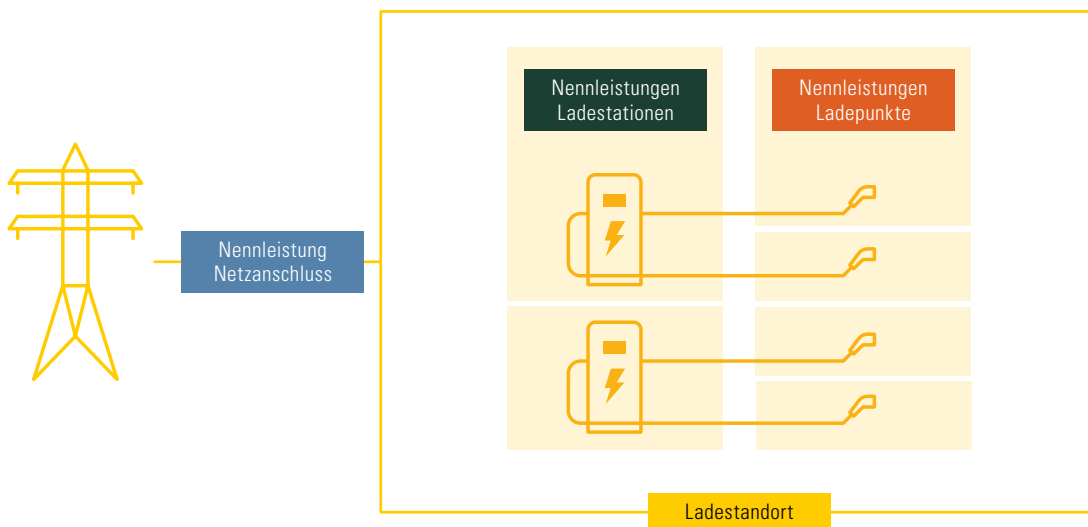 Nennleistungen
Ladestationen
Nennleistungen
Ladepunkte
Nennleistung
Netzanschluss
Ladestandort